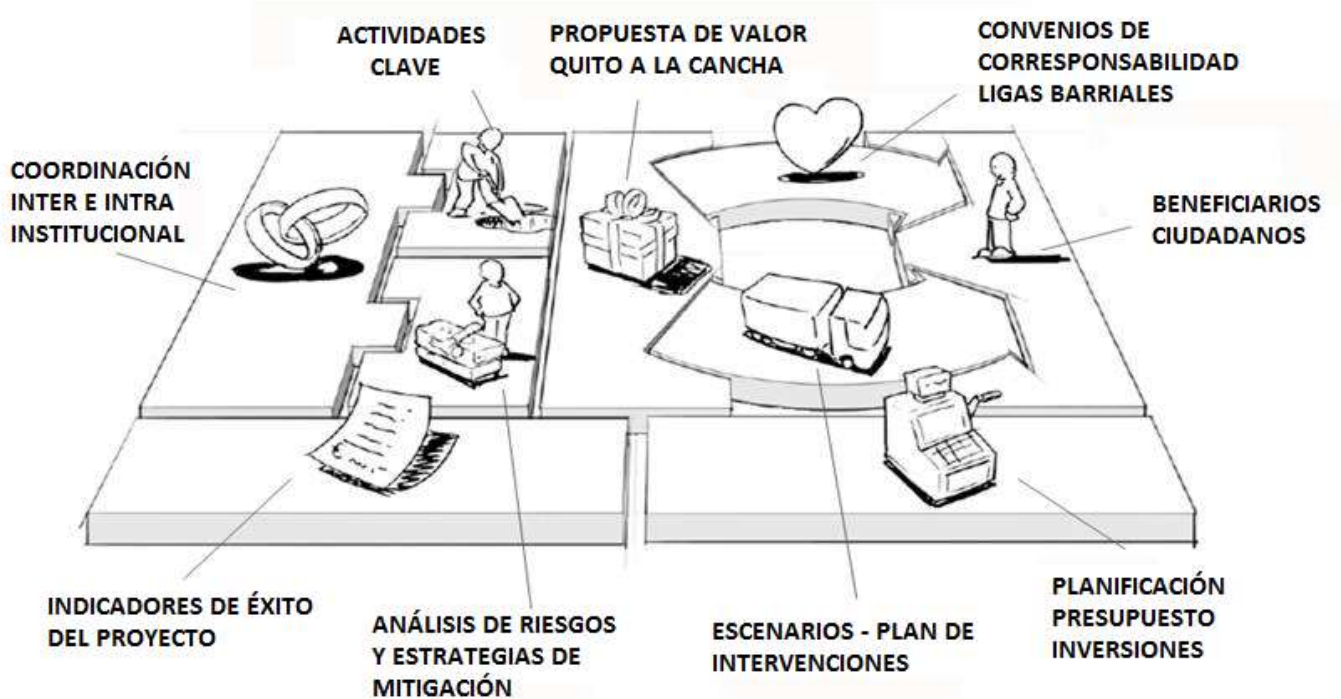 ACTIVIDADES
CLAVE
PROPUESTA DE VALOR
QUITO A LA CANCHA
CONVENIOS DE
CORRESPONSABILIDAD
LIGAS BARRIALES
COORDINACIÓN
INTER E INTRA
INSTITUCIONAL
BENEFICIARIOS
CIUDADANOS
INDICADORES DE ÉXITO
DEL PROYECTO
ANÁLISIS DE RIESGOS
Y ESTRATEGIAS DE
MITIGACIÓN
ESCENARIOS - PLAN DE
INTERVENCIONES
PLANIFICACIÓN
PRESUPUESTO
INVERSIONES